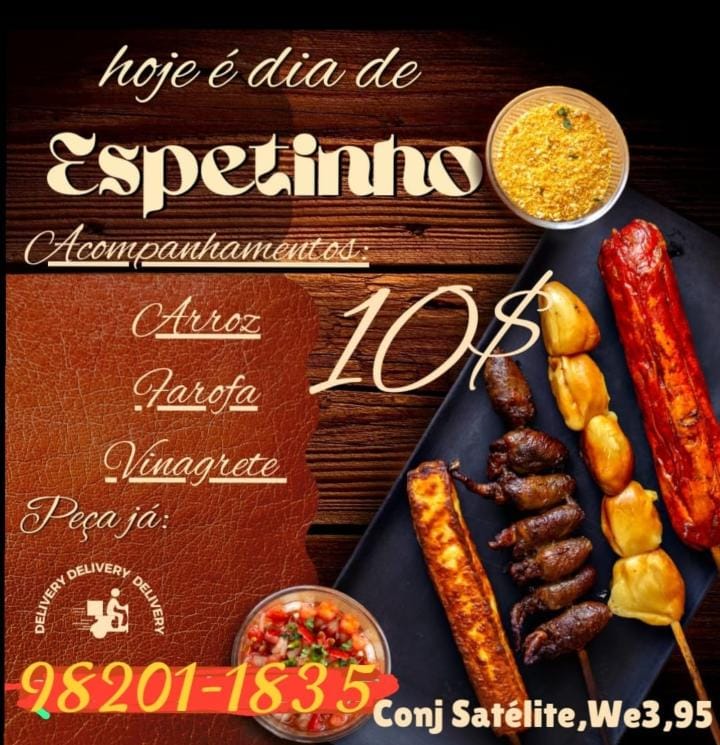 hoje é dia de
Espetinho
Acompanhamentos:
10$
Arroz
Farofa
Vinagrete
Peça já:
DELIVERY DELIVERY DELIVERY
98201-1835
Conj Satélite,We3,95